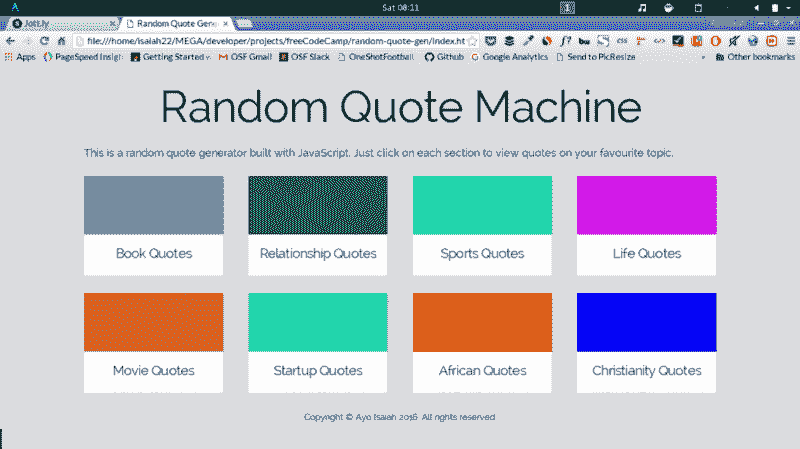 Sat 08:11
Jott.ly
Random Quote Gene
file:///home/isaiah22/MEGA/developer/projects/freeCodeCamp/random-quote-gen/index.ht
Apps PageSpeed Insigh Getting Started OSF Gmail OSF Slack OneShotFootball Github Google Analytics Send to PicResize Other bookmarks
Random Quote Machine
This is a random quote generator built with JavaScript. Just click on each section to view quotes on your favourite topic.
Book Quotes Relationship Quotes Sports Quotes Life Quotes
Movie Quotes Startup Quotes African Quotes Christianity Quotes
Copyright © Ayo Isaiah 2016. All rights reserved